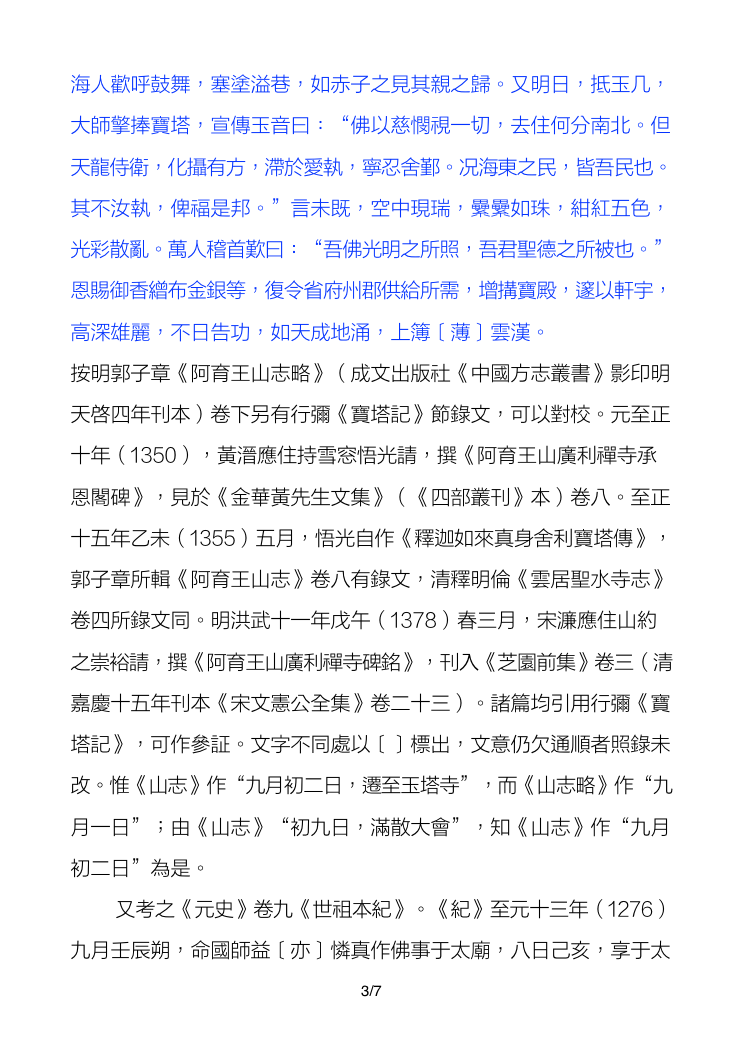 海人歡呼鼓舞，塞塗溢巷，如赤子之見其親之歸。又明日，抵玉几，
大師擎捧寶塔，宣傳玉音曰：“佛以慈憫視一切，去住何分南北。但
天龍侍衛，化攝有方，滯於愛執，寧忍舍鄞。况海東之民，皆吾民也。
其不汝執，俾福是邦。”言未既，空中現瑞，纍纍如珠，紺紅五色，
光彩散亂。萬人稽首歎曰：“吾佛光明之所照，吾君聖德之所被也。”
恩賜御香繒布金銀等，復令省府州郡供給所需，增搆寶殿，邃以軒宇，
高深雄麗，不日告功，如天成地涌，上簿［薄］雲漢。
按明郭子章《阿育王山志略》（成文出版社《中國方志叢書》影印明
天啓四年刊本）卷下另有行彌《寶塔記》節錄文，可以對校。元至正
十年（1350），黃溍應住持雪窓悟光請，撰《阿育王山廣利禪寺承
恩閣碑》，見於《金華黃先生文集》（《四部叢刊》本）卷八。至正
十五年乙未（1355）五月，悟光自作《釋迦如來真身舍利寶塔傳》，
郭子章所輯《阿育王山志》卷八有錄文，清釋明倫《雲居聖水寺志》
卷四所錄文同。明洪武十一年戊午（1378）春三月，宋濂應住山約
之崇裕請，撰《阿育王山廣利禪寺碑銘》，刊入《芝園前集》卷三（清
嘉慶十五年刊本《宋文憲公全集》卷二十三）。諸篇均引用行彌《寶
塔記》，可作參証。文字不同處以［ ］標出，文意仍欠通順者照錄未
改。惟《山志》作“九月初二日，遷至玉塔寺”，而《山志略》作“九
月一日”；由《山志》“初九日，滿散大會”，知《山志》作“九月
初二日”為是。
又考之《元史》卷九《世祖本紀》。《紀》至元十三年（1276）
九月壬辰朔，命國師益［亦］憐真作佛事于太廟，八日己亥，享于太
3/7